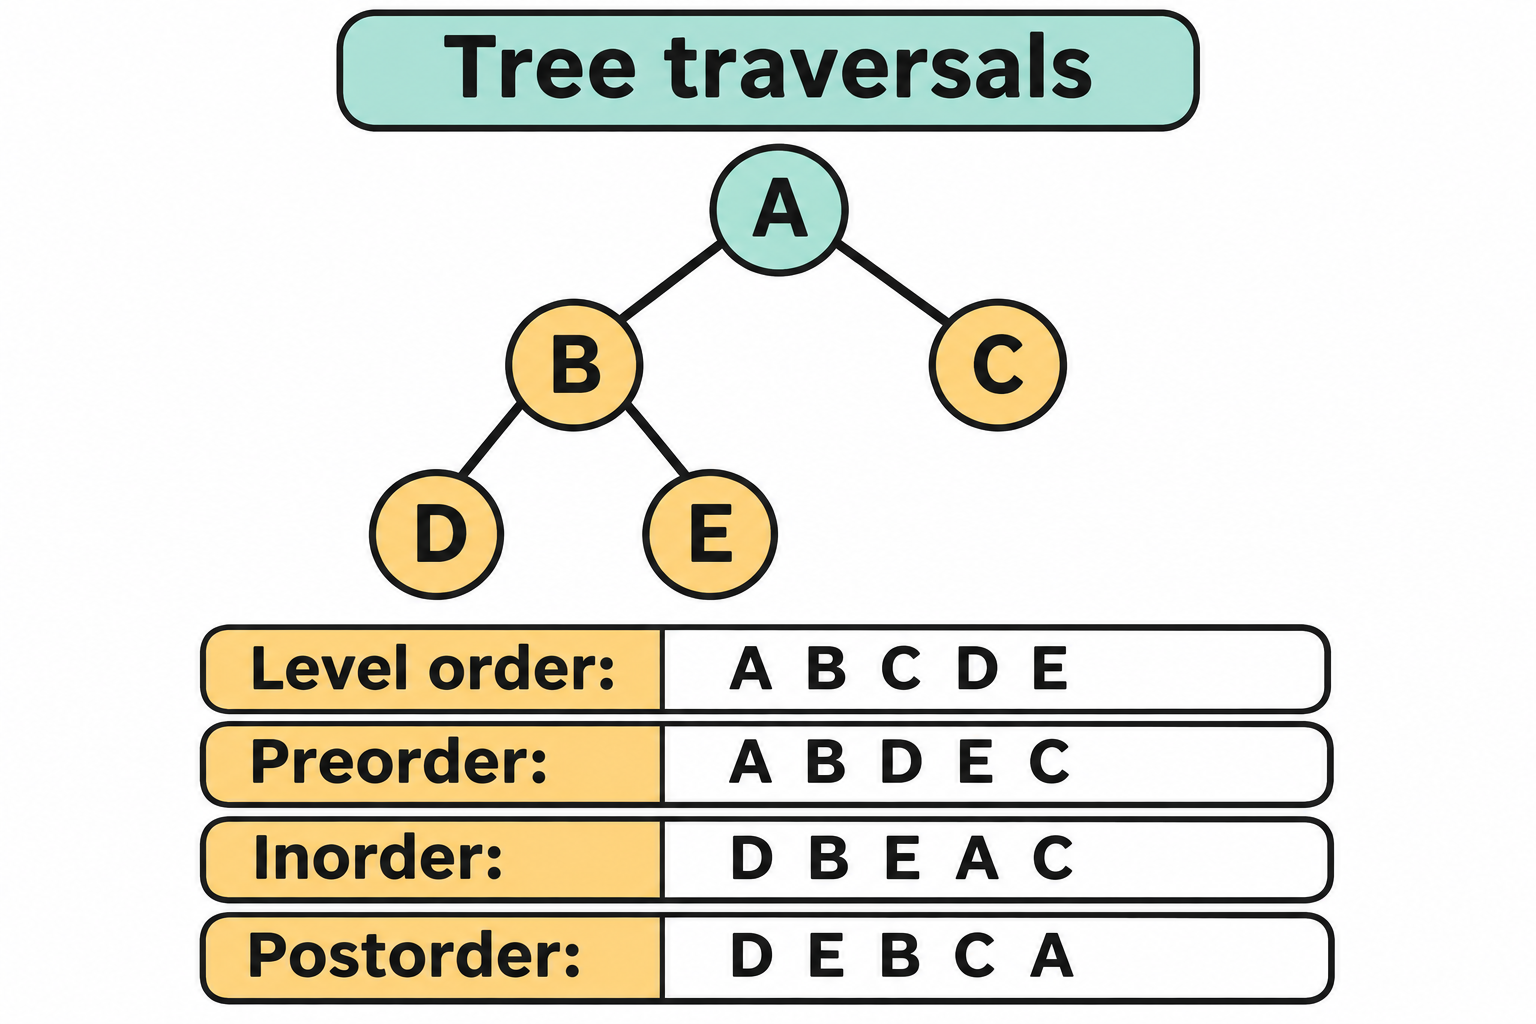 Tree traversals
A
B C
D E
Level order: A B C D E
Preorder: A B D E C
Inorder: D B E A C
Postorder: D E B C A